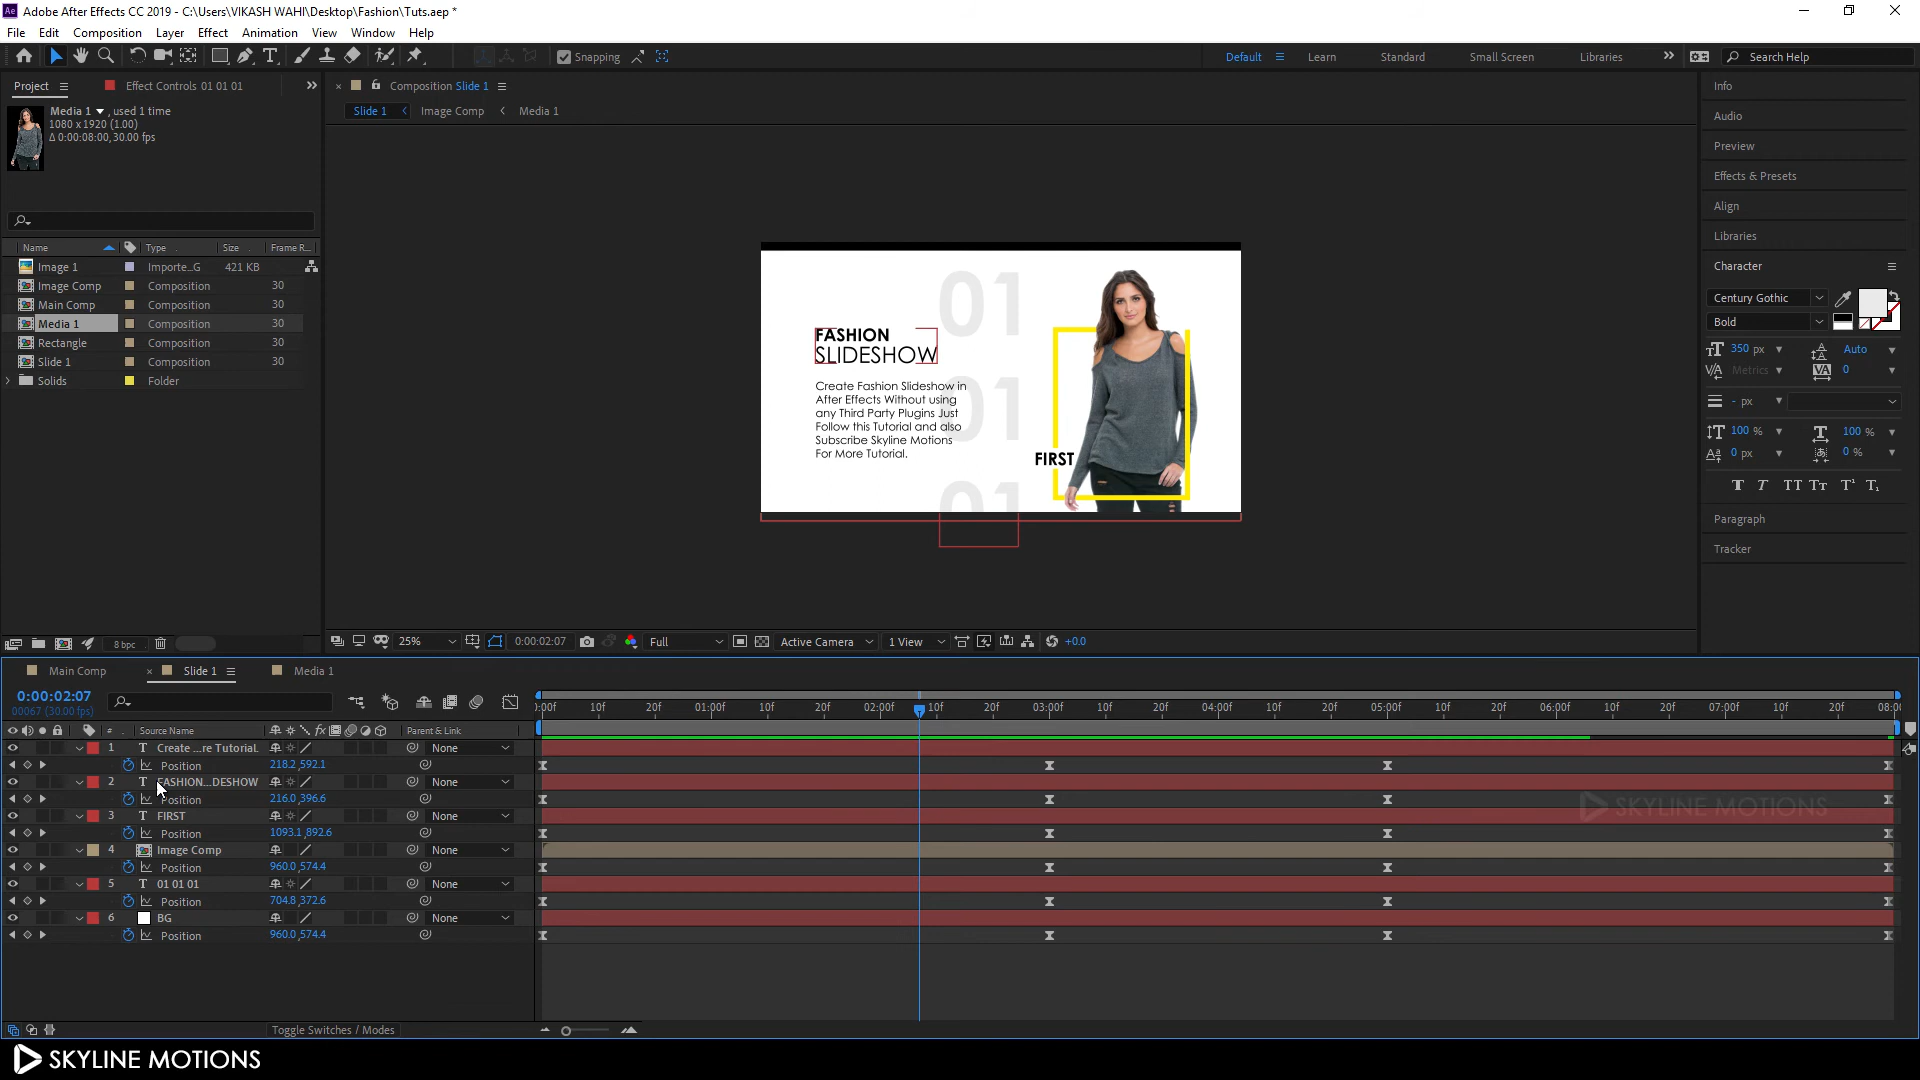 Adobe After Effects CC 2019 - C:\Users\VIKASH WAHI\Desktop\Fashion\Tuts.aep *
File Edit Composition Layer Effect Animation View Window Help
Snapping
Default Learn Standard Small Screen Libraries Search Help
Project Effect Controls 01 01 01
Media 1 , used 1 time
1080 x 1920 (1.00)
Δ 0:00:08:00, 30.00 fps
Name Type Size Frame R...
Image 1 Importe...G 421 KB
Image Comp Composition 30
Main Comp Composition 30
Media 1 Composition 30
Rectangle Composition 30
Slide 1 Composition 30
Solids Folder
8 bpc
Composition Slide 1
Slide 1 Image Comp Media 1
01
01
01
FASHION
SLIDESHOW
Create Fashion Slideshow in
After Effects Without using
any Third Party Plugins Just
Follow this Tutorial and also
Subscribe Skyline Motions
For More Tutorial.
FIRST
25% 0:00:02:07 Full Active Camera 1 View +0.0
Info
Audio
Preview
Effects & Presets
Align
Libraries
Character
Century Gothic
Bold
350 px Auto
Metrics 0
- px
100 % 100 %
0 px 0 %
Paragraph
Tracker
Main Comp Slide 1 Media 1
0:00:02:07
00067 (30.00 fps)
:00f 10f 20f 01:00f 10f 20f 02:00f 10f 20f 03:00f 10f 20f 04:00f 10f 20f 05:00f 10f 20f 06:00f 10f 20f 07:00f 10f 20f 08:00
# Source Name Parent & Link
1 Create ...re Tutorial. None
Position 218.2,592.1
2 FASHION...DESHOW None
Position 216.0,396.6
3 FIRST None
Position 1093.1,892.6
4 Image Comp None
Position 960.0,574.4
5 01 01 01 None
Position 704.8,372.6
6 BG None
Position 960.0,574.4
SKYLINE MOTIONS
Toggle Switches / Modes
SKYLINE MOTIONS